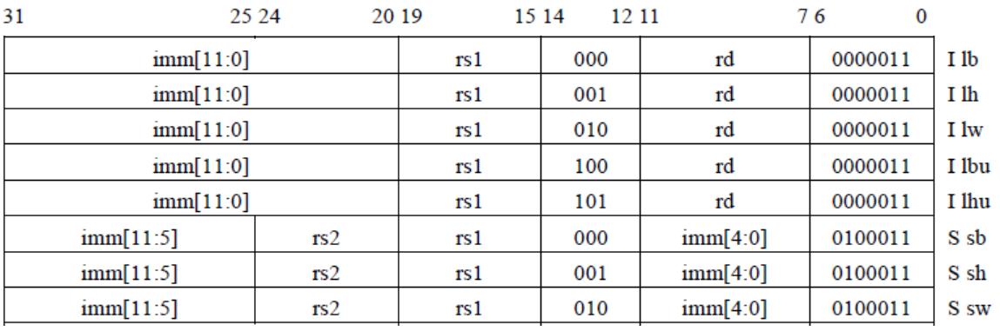 31 25 24 20 19 15 14 12 11 7 6 0
imm[11:0] rs1 000 rd 0000011 I lb
imm[11:0] rs1 001 rd 0000011 I lh
imm[11:0] rs1 010 rd 0000011 I lw
imm[11:0] rs1 100 rd 0000011 I lbu
imm[11:0] rs1 101 rd 0000011 I lhu
imm[11:5] rs2 rs1 000 imm[4:0] 0100011 S sb
imm[11:5] rs2 rs1 001 imm[4:0] 0100011 S sh
imm[11:5] rs2 rs1 010 imm[4:0] 0100011 S sw